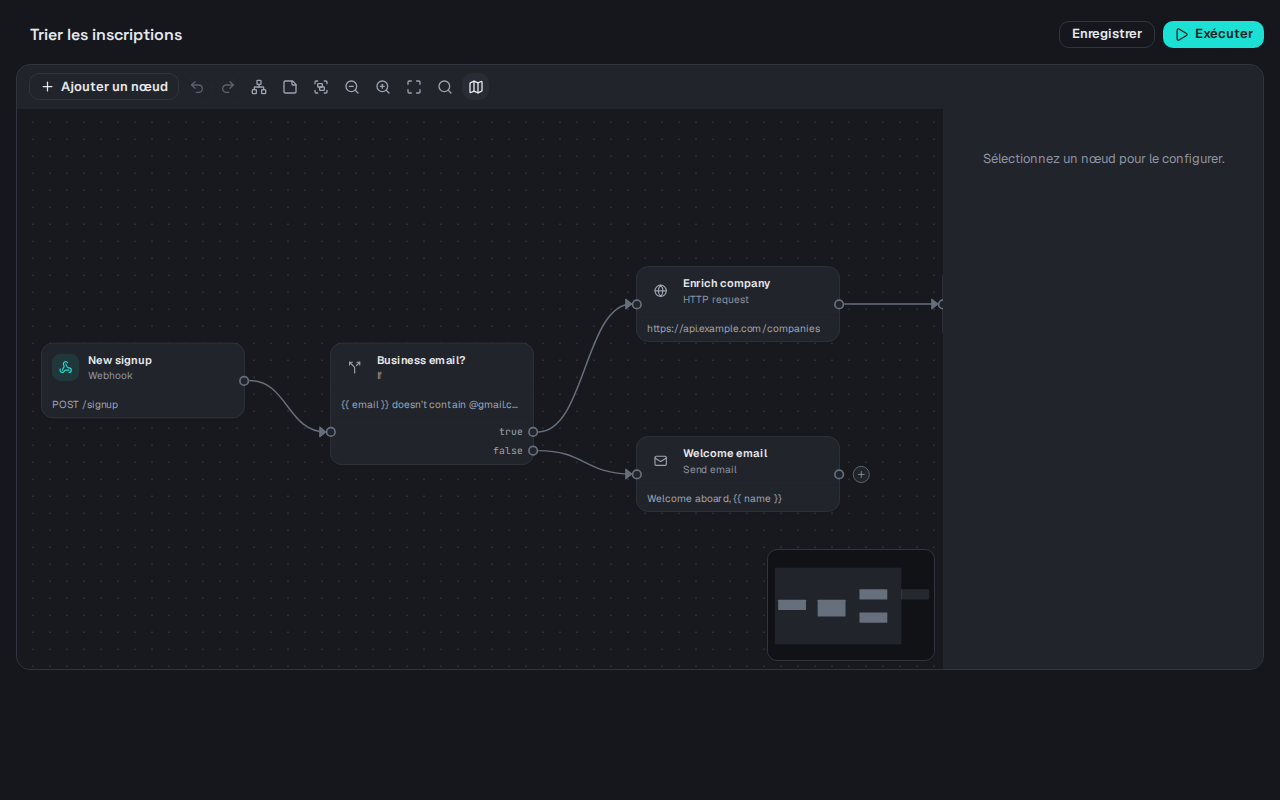 Trier les inscriptions
Enregistrer
Exécuter
Ajouter un nœud
Sélectionnez un nœud pour le configurer.
Enrich company
HTTP request
https://api.example.com/companies
New signup
Webhook
POST /signup
Business email?
IF
{{ email }} doesn't contain @gmail.c…
true
false
Welcome email
Send email
Welcome aboard, {{ name }}